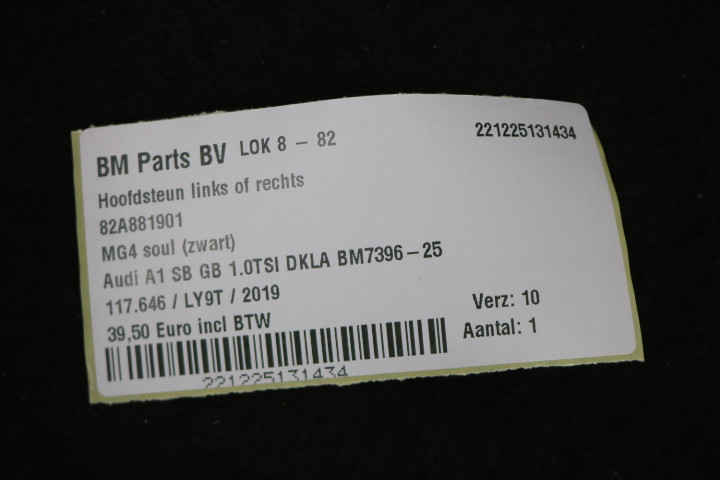 BM Parts BV LOK 8 - 82
221225131434
Hoofdsteun links of rechts
82A881901
MG4 soul (zwart)
Audi A1 SB GB 1.0TSI DKLA BM7396-25
117.646 / LY9T / 2019
39,50 Euro incl BTW
Verz: 10
Aantal: 1
221225131434